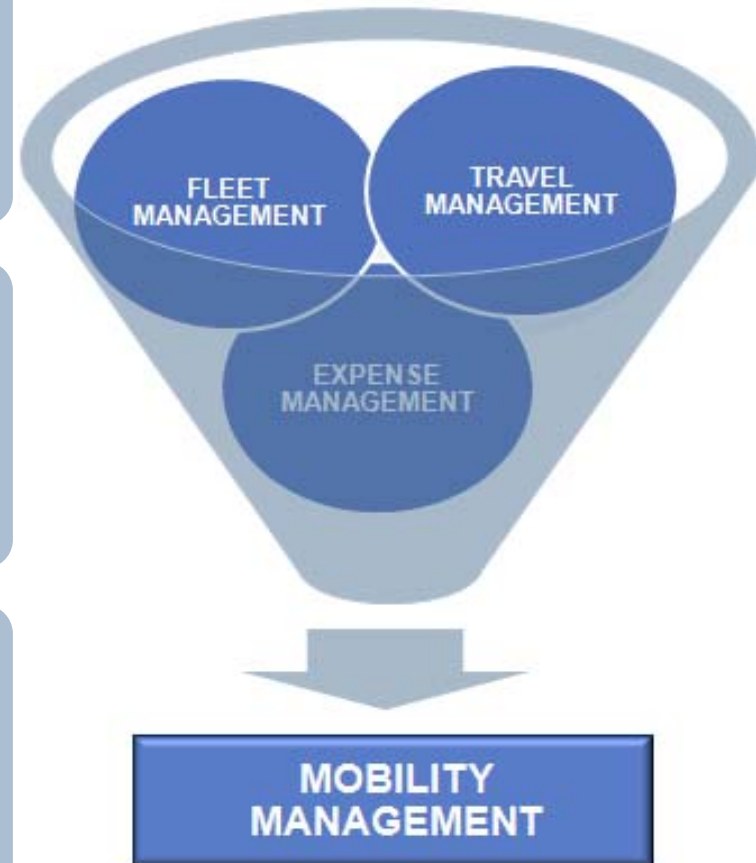 FLEET
MANAGEMENT
TRAVEL
MANAGEMENT
EXPENSE
MANAGEMENT
MOBILITY
MANAGEMENT